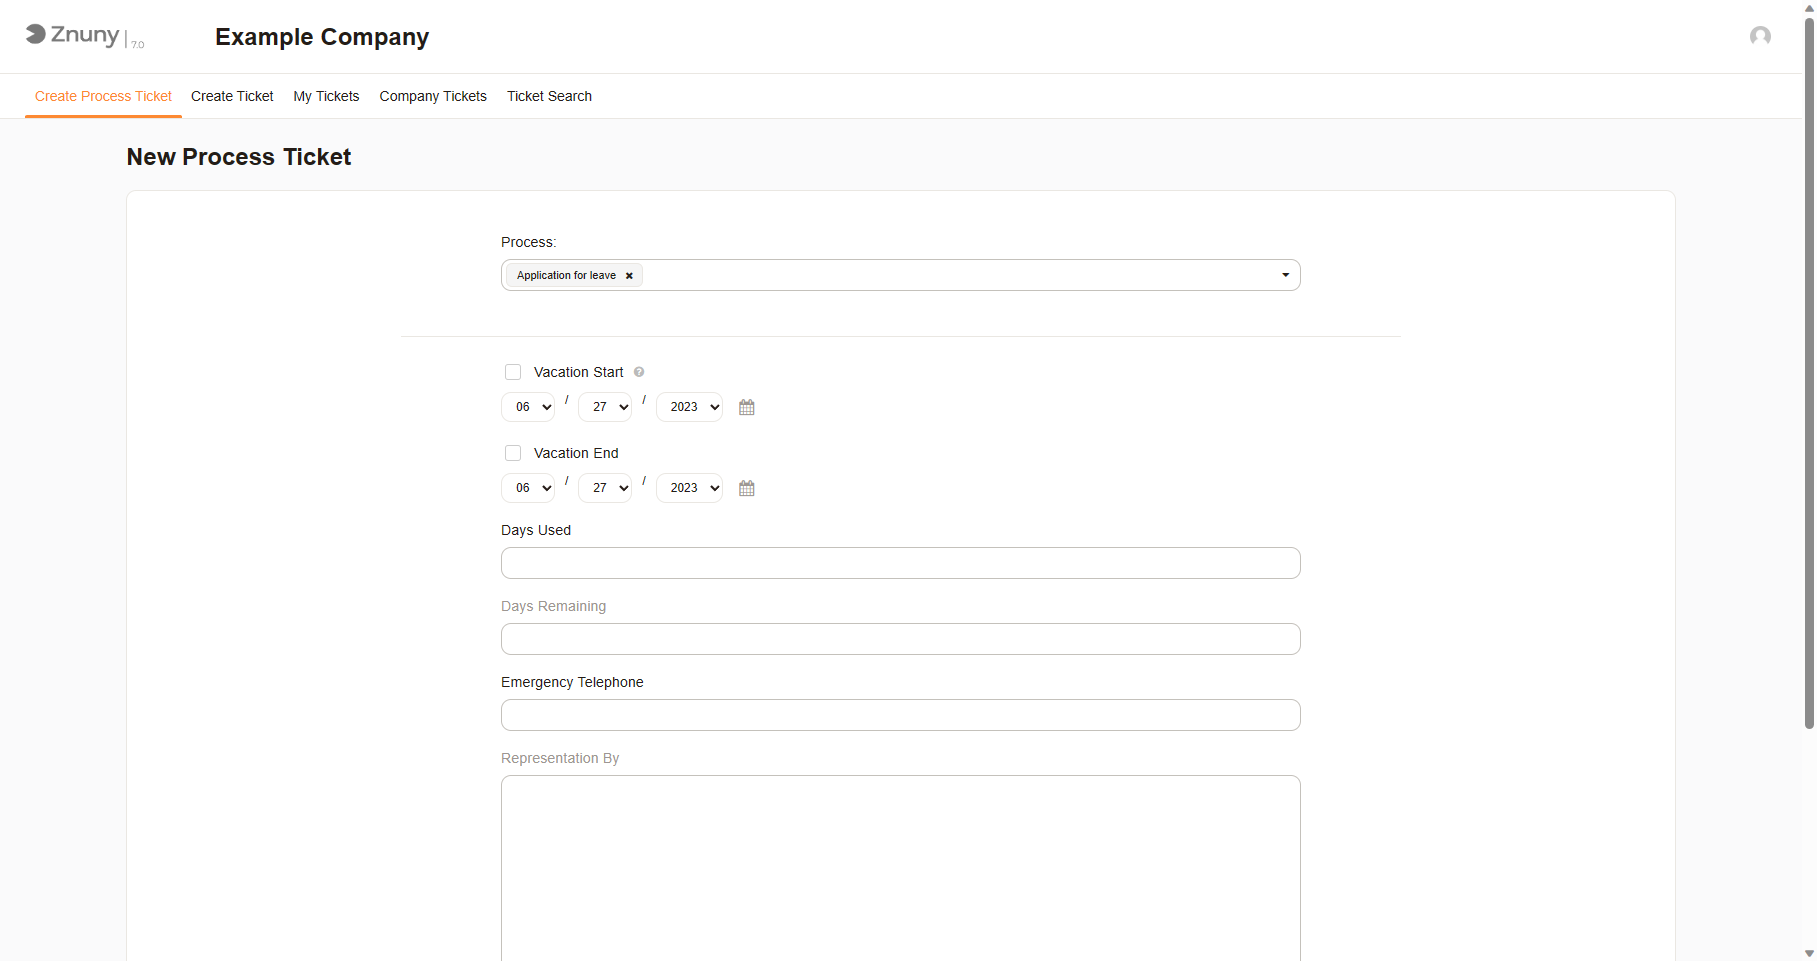 Znuny | 7.0
Example Company
Create Process Ticket Create Ticket My Tickets Company Tickets Ticket Search
New Process Ticket
Process:
Application for leave
Vacation Start
06 / 27 / 2023
Vacation End
06 / 27 / 2023
Days Used
Days Remaining
Emergency Telephone
Representation By